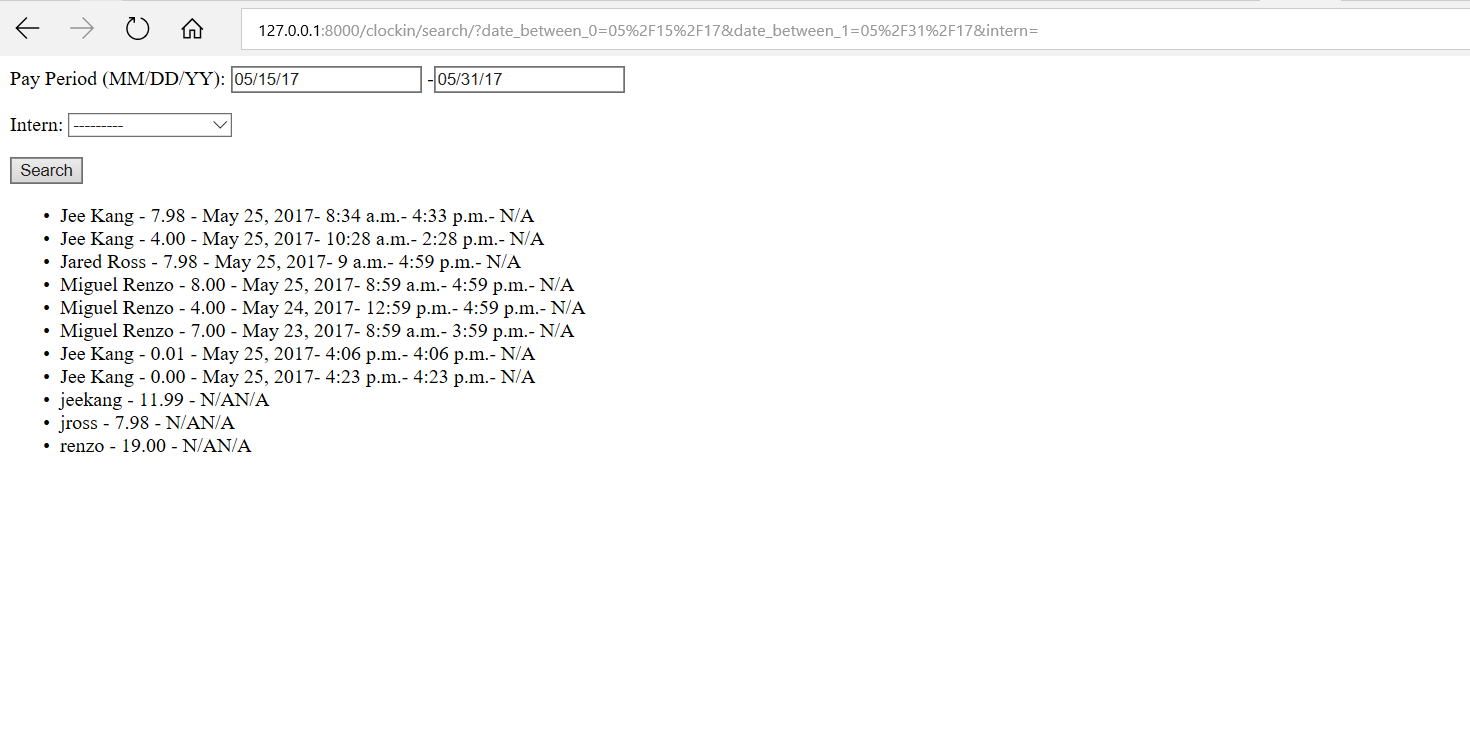 127.0.0.1:8000/clockin/search/?date_between_0=05%2F15%2F17&date_between_1=05%2F31%2F17&intern=
Pay Period (MM/DD/YY): 05/15/17 -05/31/17
Intern: ---------
Search
• Jee Kang - 7.98 - May 25, 2017- 8:34 a.m.- 4:33 p.m.- N/A
• Jee Kang - 4.00 - May 25, 2017- 10:28 a.m.- 2:28 p.m.- N/A
• Jared Ross - 7.98 - May 25, 2017- 9 a.m.- 4:59 p.m.- N/A
• Miguel Renzo - 8.00 - May 25, 2017- 8:59 a.m.- 4:59 p.m.- N/A
• Miguel Renzo - 4.00 - May 24, 2017- 12:59 p.m.- 4:59 p.m.- N/A
• Miguel Renzo - 7.00 - May 23, 2017- 8:59 a.m.- 3:59 p.m.- N/A
• Jee Kang - 0.01 - May 25, 2017- 4:06 p.m.- 4:06 p.m.- N/A
• Jee Kang - 0.00 - May 25, 2017- 4:23 p.m.- 4:23 p.m.- N/A
• jeekang - 11.99 - N/AN/A
• jross - 7.98 - N/AN/A
• renzo - 19.00 - N/AN/A